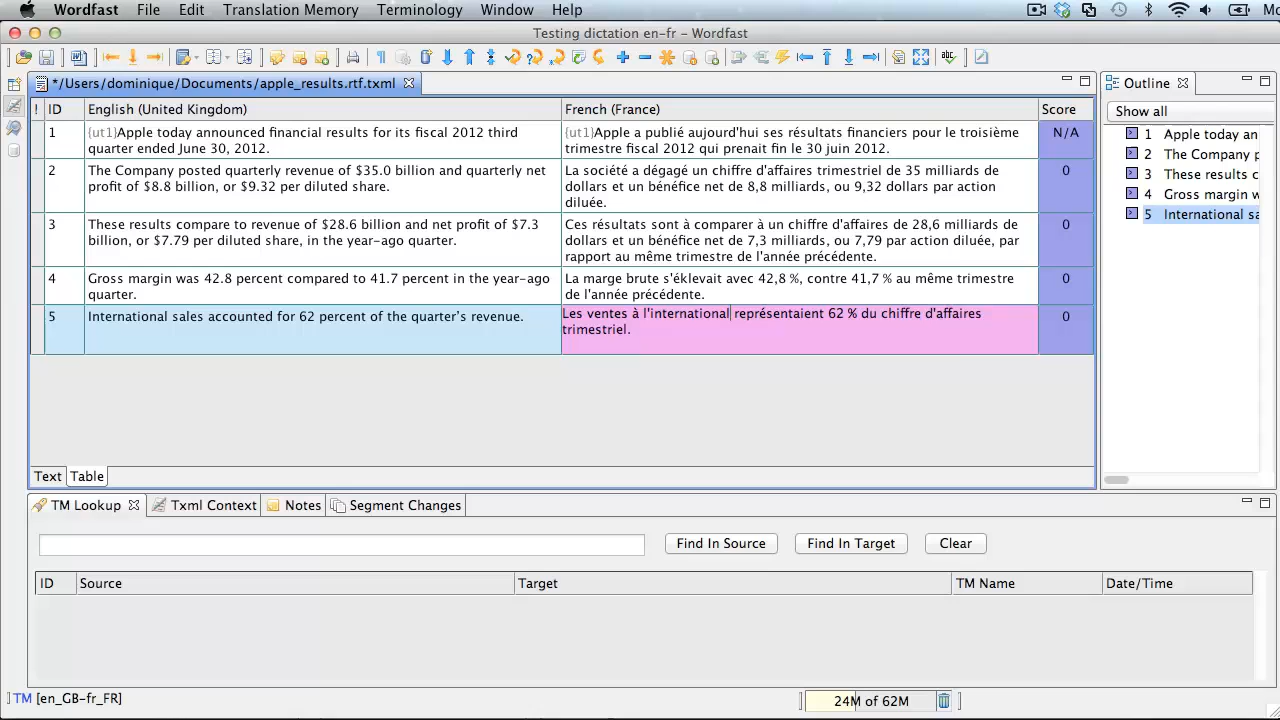 Wordfast File Edit Translation Memory Terminology Window Help
Testing dictation en-fr – Wordfast
*/Users/dominique/Documents/apple_results.rtf.txml
Outline
! ID English (United Kingdom) French (France) Score
Show all
1 {ut1}Apple today announced financial results for its fiscal 2012 third
quarter ended June 30, 2012.
{ut1}Apple a publié aujourd'hui ses résultats financiers pour le troisième
trimestre fiscal 2012 qui prenait fin le 30 juin 2012.
N/A
2 The Company posted quarterly revenue of $35.0 billion and quarterly net
profit of $8.8 billion, or $9.32 per diluted share.
La société a dégagé un chiffre d'affaires trimestriel de 35 milliards de
dollars et un bénéfice net de 8,8 milliards, ou 9,32 dollars par action
diluée.
0
3 These results compare to revenue of $28.6 billion and net profit of $7.3
billion, or $7.79 per diluted share, in the year-ago quarter.
Ces résultats sont à comparer à un chiffre d'affaires de 28,6 milliards de
dollars et un bénéfice net de 7,3 milliards, ou 7,79 par action diluée, par
rapport au même trimestre de l'année précédente.
0
4 Gross margin was 42.8 percent compared to 41.7 percent in the year-ago
quarter.
La marge brute s'éklevait avec 42,8 %, contre 41,7 % au même trimestre
de l'année précédente.
0
5 International sales accounted for 62 percent of the quarter's revenue.
Les ventes à l'international représentaient 62 % du chiffre d'affaires
trimestriel.
0
1 Apple today an
2 The Company p
3 These results c
4 Gross margin w
5 International sa
Text Table
TM Lookup Txml Context Notes Segment Changes
Find In Source Find In Target Clear
ID Source Target TM Name Date/Time
TM [en_GB-fr_FR]
24M of 62M